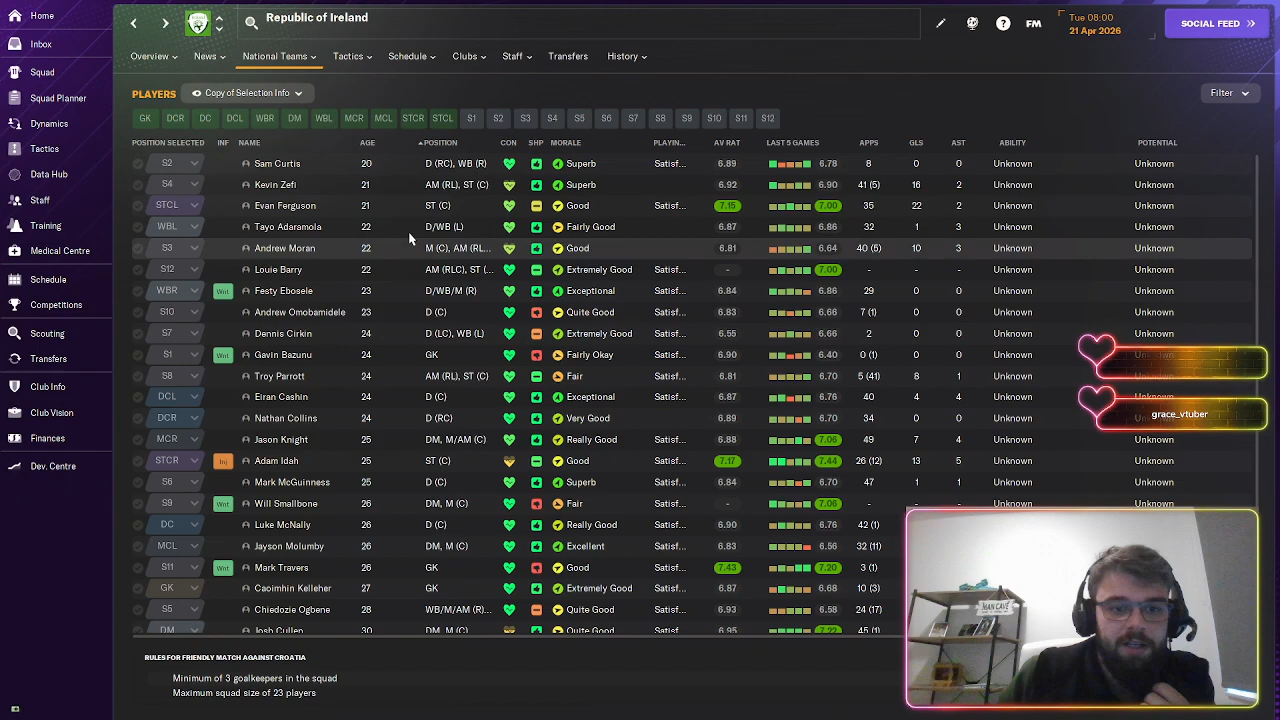 Home
Republic of Ireland
FM
Tue 08:00
21 Apr 2026
SOCIAL FEED
Inbox
Overview
News
National Teams
Tactics
Schedule
Clubs
Staff
Transfers
History
Squad
Squad Planner
Dynamics
Tactics
Data Hub
Staff
Training
Medical Centre
Schedule
Competitions
Scouting
Transfers
Club Info
Club Vision
Finances
Dev. Centre
PLAYERS
Copy of Selection Info
Filter
GK DCR DC DCL WBR DM WBL MCR MCL STCR STCL S1 S2 S3 S4 S5 S6 S7 S8 S9 S10 S11 S12
POSITION SELECTED INF NAME AGE POSITION CON SHP MORALE PLAYIN... AV RAT LAST 5 GAMES APPS GLS AST ABILITY POTENTIAL
S2 Sam Curtis 20 D (RC), WB (R) Superb Satisf... 6.89 6.78 8 0 0 Unknown Unknown
S4 Kevin Zefi 21 AM (RL), ST (C) Superb 6.92 6.90 41 (5) 16 2 Unknown Unknown
STCL Evan Ferguson 21 ST (C) Good Satisf... 7.15 7.00 35 22 2 Unknown Unknown
WBL Tayo Adaramola 22 D/WB (L) Fairly Good 6.87 6.86 32 1 3 Unknown Unknown
S3 Andrew Moran 22 M (C), AM (RL... Good 6.81 6.64 40 (5) 10 3 Unknown Unknown
S12 Louie Barry 22 AM (RLC), ST (... Extremely Good Satisf... - 7.00 - - - Unknown Unknown
WBR Wnt Festy Ebosele 23 D/WB/M (R) Exceptional Satisf... 6.84 6.86 29 0 0 Unknown Unknown
S10 Andrew Omobamidele 23 D (C) Quite Good Satisf... 6.83 6.66 7 (1) 0 0 Unknown Unknown
S7 Dennis Cirkin 24 D (LC), WB (L) Extremely Good Satisf... 6.55 6.66 0 0 Unknown Unknown
S1 Wnt Gavin Bazunu 24 GK Fairly Okay Satisf... 6.90 6.40 0 (1) 0 0 Unknown
S8 Troy Parrott 24 AM (RL), ST (C) Fair Satisf... 6.81 6.70 5 (41) 8 1 Unknown Unknown
DCL Eiran Cashin 24 D (C) Exceptional Satisf... 6.87 6.76 40 4 4 Unknown Unknown
DCR Nathan Collins 24 D (C) Very Good Satisf... 6.89 6.70 34 0 0 Unknown
grace_vtuber
MCR Jason Knight 25 DM, M/AM (C) Really Good Satisf... 6.88 7.06 49 7 4 Unknown Unknown
STCR Inj Adam Idah 25 ST (C) Good Satisf... 7.17 7.44 26 (12) 13 5 Unknown Unknown
S6 Mark McGuinness 25 D (C) Superb Satisf... 6.84 6.70 47 1 1 Unknown Unknown
S9 Wnt Will Smallbone 26 DM, M (C) Fair Satisf... - 7.06 - - - Unknown Unknown
DC Luke McNally 26 D (C) Really Good Satisf... 6.90 6.76 42 (1)
MCL Jayson Molumby 26 DM, M (C) Excellent Satisf... 6.83 6.56 32 (11)
S11 Wnt Mark Travers 26 GK Good Satisf... 7.43 7.20 3 (1)
GK Caoimhin Kelleher 27 GK Extremely Good Satisf... 6.87 6.68 10 (3)
S5 Chiedozie Ogbene 28 WB/M/AM (R)... Quite Good Satisf... 6.93 6.58 24 (17)
DM Josh Cullen 30 DM, M (C) Quite Good Satisf... 6.95 7.22 45 (1)
MAN CAVE
RULES FOR FRIENDLY MATCH AGAINST CROATIA
Minimum of 3 goalkeepers in the squad
Maximum squad size of 23 players